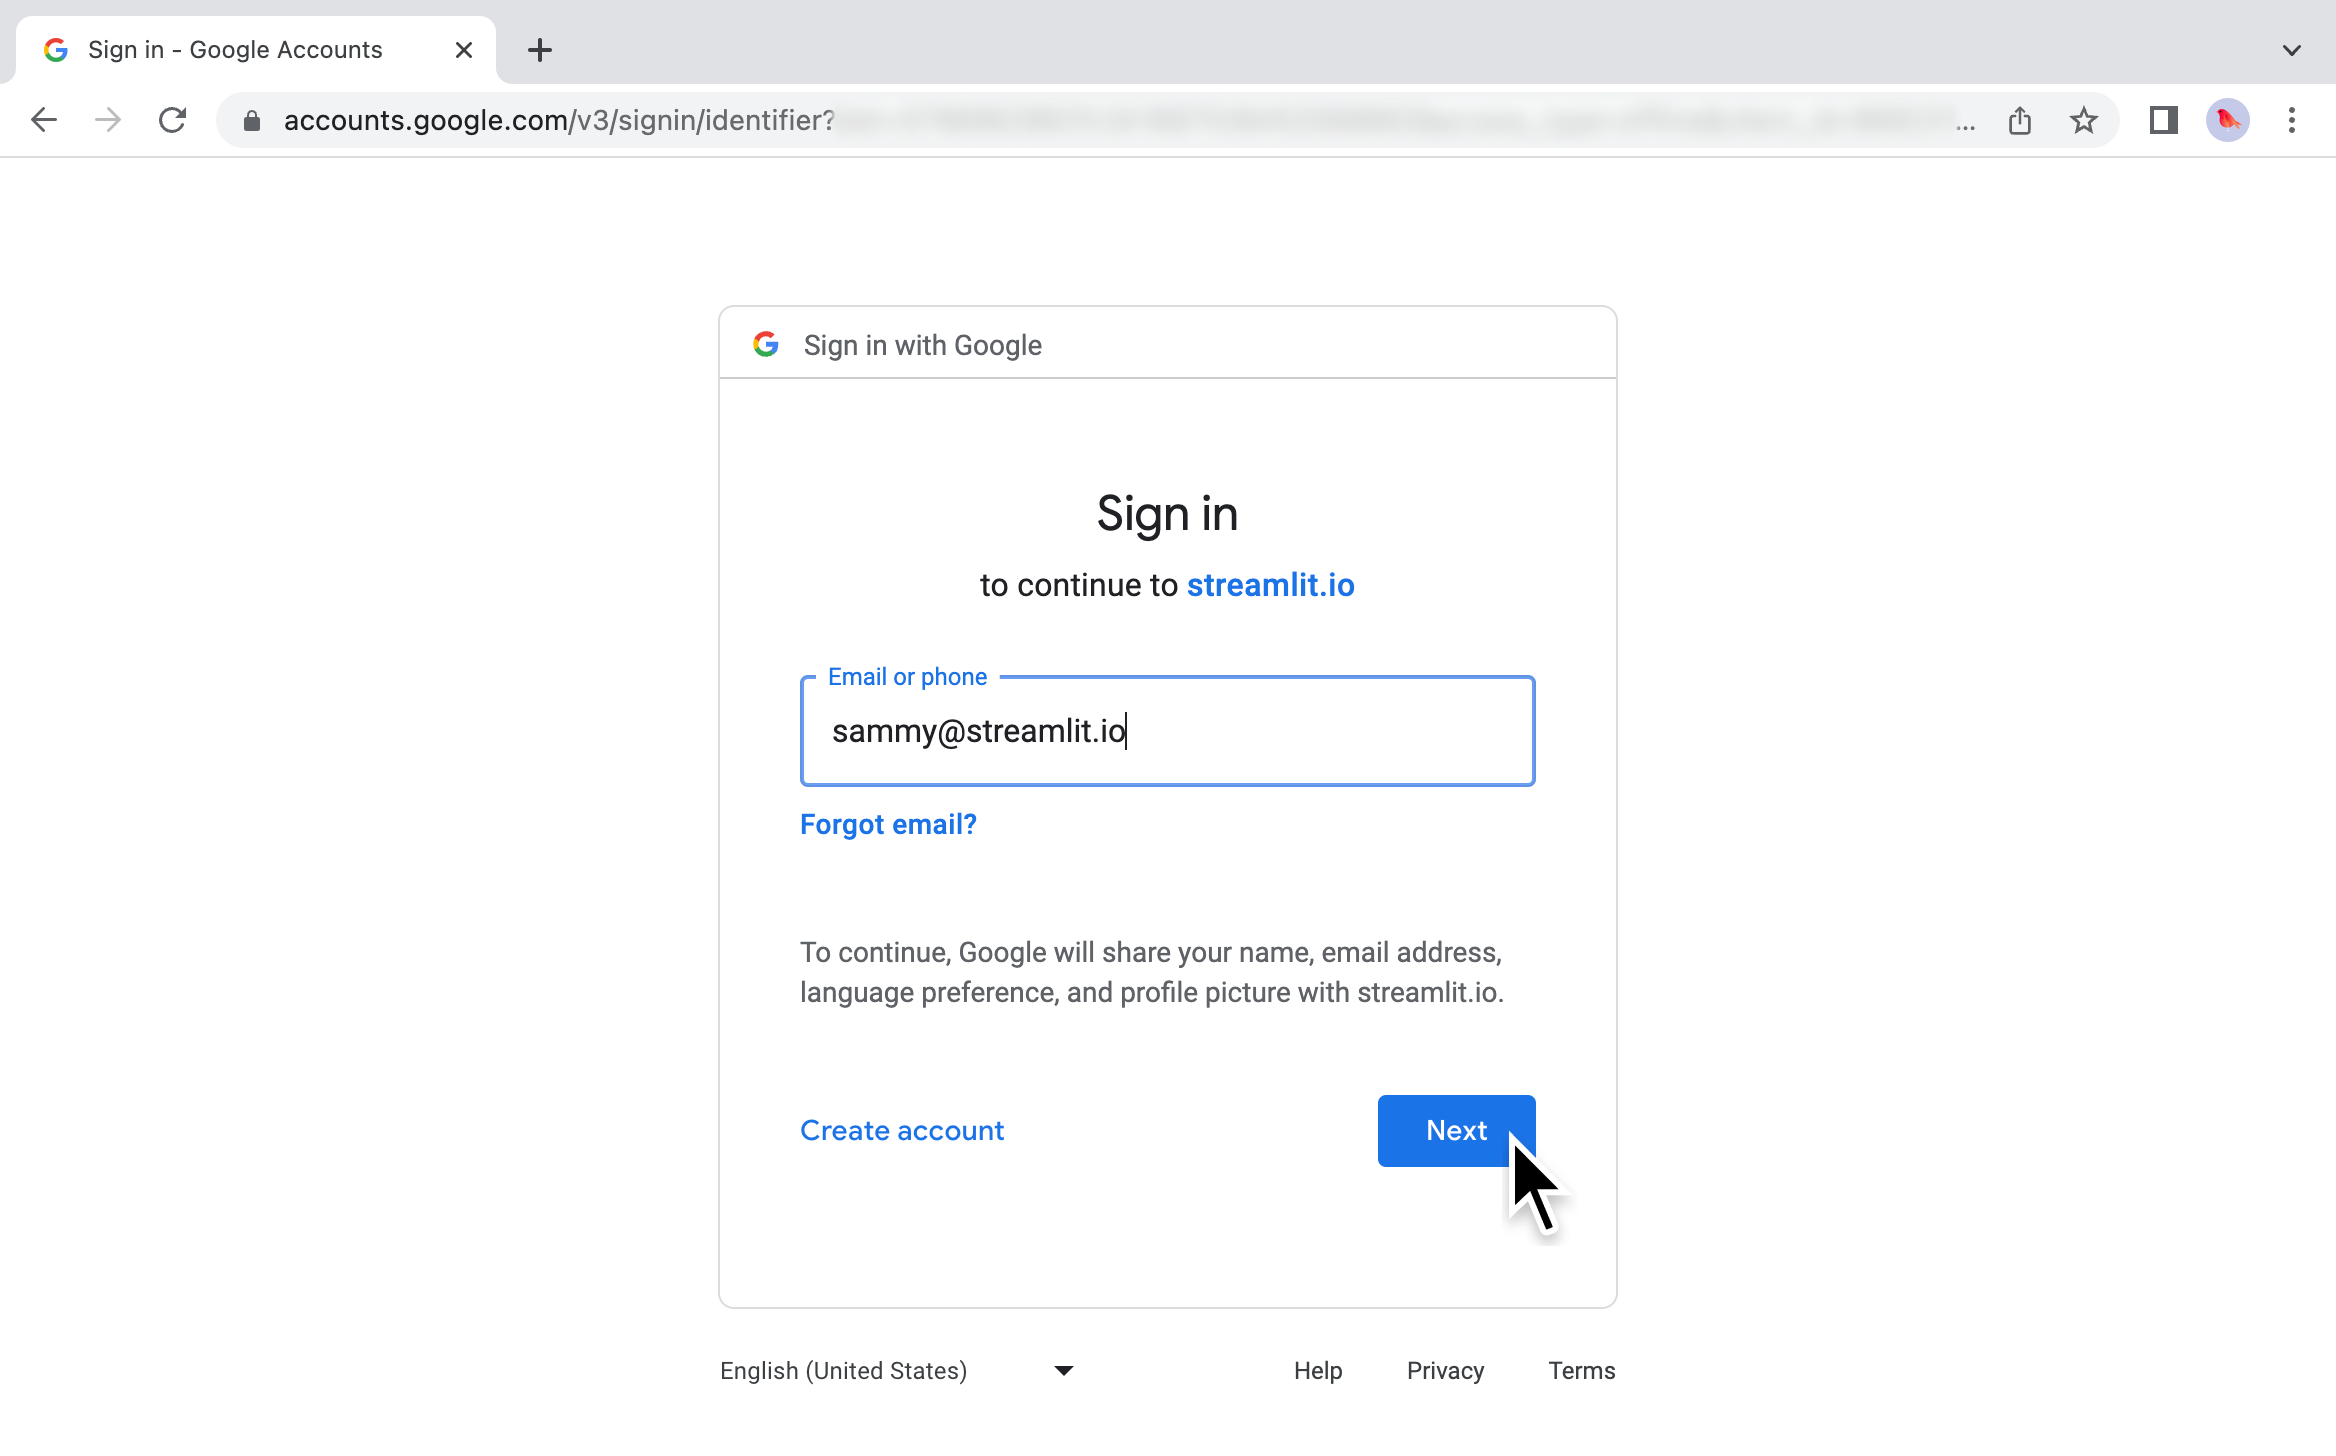 Sign in - Google Accounts
accounts.google.com/v3/signin/identifier?
...
Sign in with Google
Sign in
to continue to streamlit.io
Email or phone
sammy@streamlit.io
Forgot email?
To continue, Google will share your name, email address,
language preference, and profile picture with streamlit.io.
Create account
Next
English (United States)
Help
Privacy
Terms